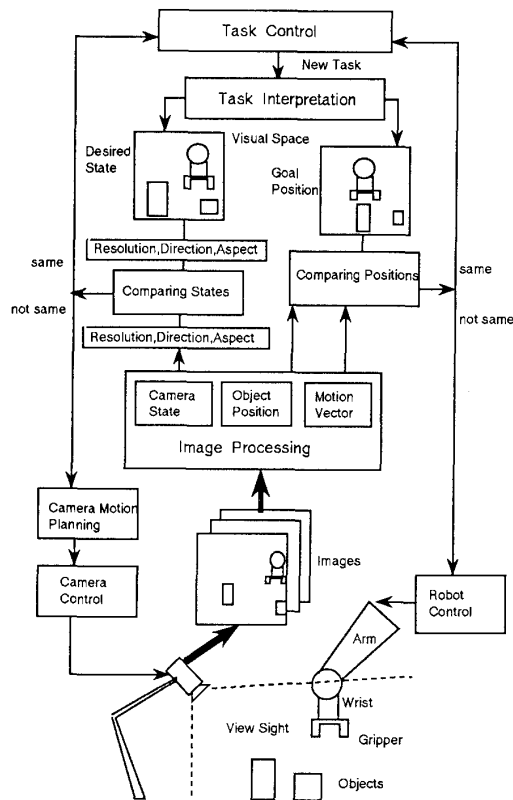 Task Control
New Task
Task Interpretation
Visual Space
Desired
State
Goal
Position
Resolution,Direction,Aspect
same
Comparing States
Comparing Positions
same
not same
not same
Resolution,Direction,Aspect
Camera
State
Object
Position
Motion
Vector
Image Processing
Camera Motion
Planning
Images
Camera
Control
Robot
Control
Arm
Wrist
View Sight
Gripper
Objects